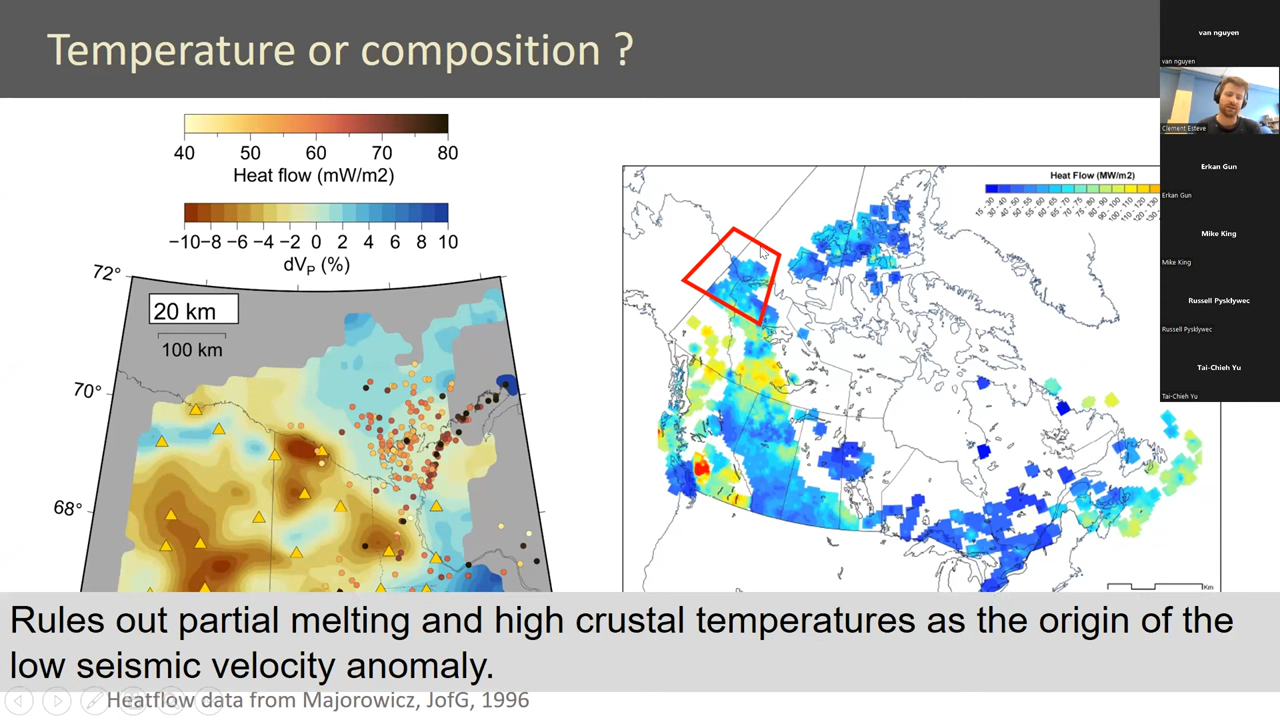 Temperature or composition ?
40 50 60 70 80
Heat flow (mW/m2)
−10 −8 −6 −4 −2 0 2 4 6 8 10
dVP (%)
72°
20 km
100 km
70°
68°
Heat Flow (MW/m2)
Km
Rules out partial melting and high crustal temperatures as the origin of the
low seismic velocity anomaly.
Heatflow data from Majorowicz, JofG, 1996
van nguyen
van nguyen
Clement Esteve
Erkan Gun
Erkan Gun
Mike King
Mike King
Russell Pysklywec
Russell Pysklywec
Tai-Chieh Yu
Tai-Chieh Yu